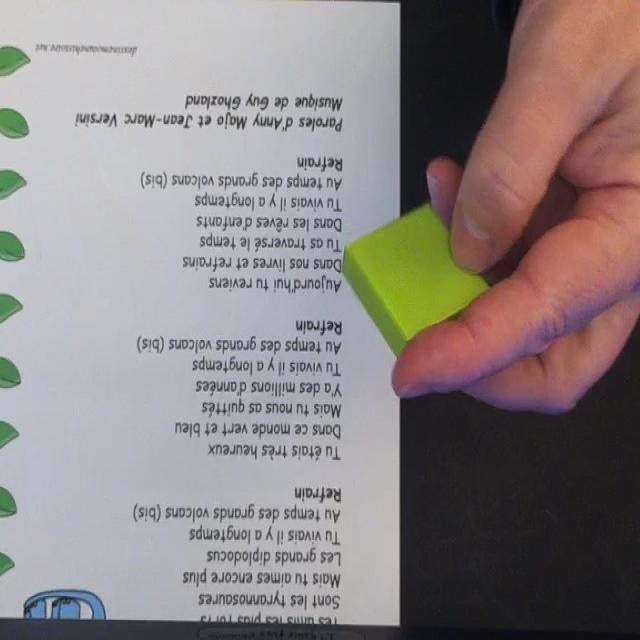 Sont les tyrannosaures
Mais tu aimes encore plus
Les grands diplodocus
Tu vivais il y a longtemps
Au temps des grands volcans (bis)
Refrain
Tu étais très heureux
Dans ce monde vert et bleu
Mais tu nous as quittés
Y'a des millions d'années
Tu vivais il y a longtemps
Au temps des grands volcans (bis)
Refrain
Aujourd'hui tu reviens
Dans nos livres et refrains
Tu as traversé le temps
Dans les rêves d'enfants
Tu vivais il y a longtemps
Au temps des grands volcans (bis)
Refrain
Paroles d'Anny Majo et Jean-Marc Versini
Musique de Guy Ghozland
dessinemoiunehistoire.net